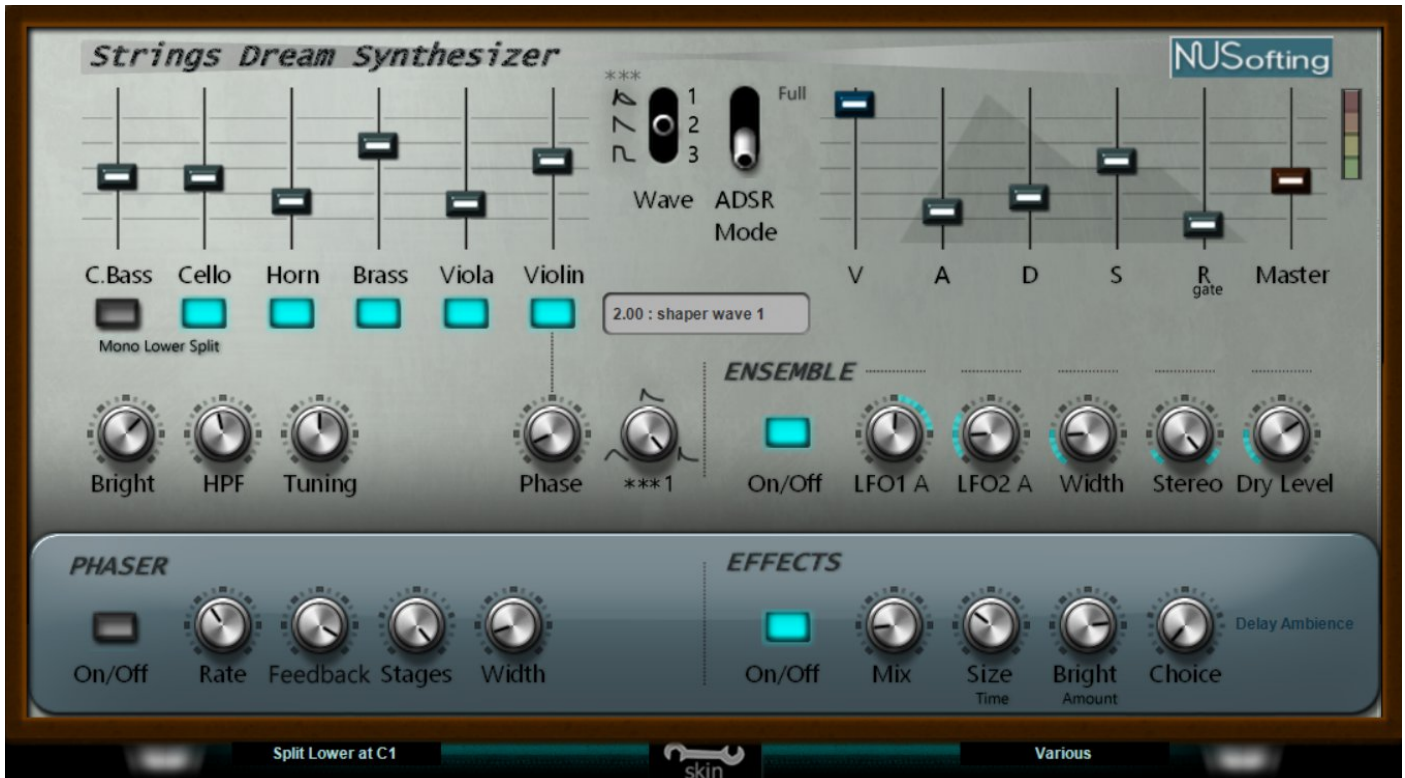 Strings Dream Synthesizer
NUSofting
***
1
2
3
Full
Wave
ADSR
Mode
C.Bass Cello Horn Brass Viola Violin
V A D S R Master
gate
Mono Lower Split
2.00 : shaper wave 1
ENSEMBLE
Bright HPF Tuning Phase ***1 On/Off LFO1 A LFO2 A Width Stereo Dry Level
PHASER
EFFECTS
Delay Ambience
On/Off Rate Feedback Stages Width On/Off Mix Size Bright Choice
Time Amount
Split Lower at C1
Various
skin